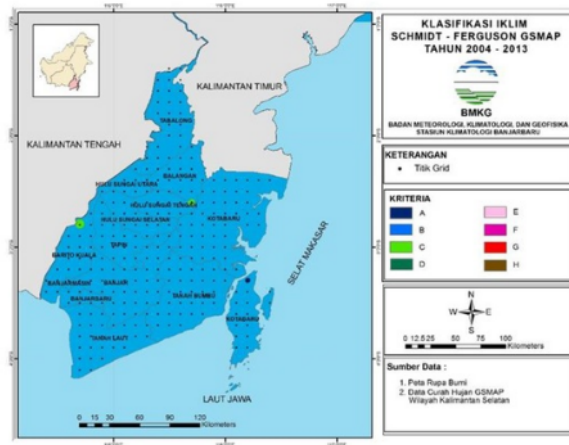 KLASIFIKASI IKLIM
SCHMIDT - FERGUSON GSMAP
TAHUN 2004 - 2013
BMKG
BADAN METEOROLOGI, KLIMATOLOGI, DAN GEOFISIKA
STASIUN KLIMATOLOGI BANJARBARU
KETERANGAN
Titik Grid
KRITERIA
A
B
C
D
E
F
G
H
N
W E
S
0 12.5 25 50 75 100
Kilometers
Sumber Data :
1. Peta Rupa Bumi
2. Data Curah Hujan GSMAP
Wilayah Kalimantan Selatan
KALIMANTAN TIMUR
KALIMANTAN TENGAH
TABALONG
BALANGAN
HULU SUNGAI UTARA
HULU SUNGAI TENGAH
HULU SUNGAI SELATAN
KOTABARU
TAPIN
BARITO KUALA
BANJARMASIN
BANJAR
BANJARBARU
TANAH BUMBU
KOTABARU
TANAH LAUT
SELAT MAKASAR
LAUT JAWA
0 15 30 60 90 120
Kilometers